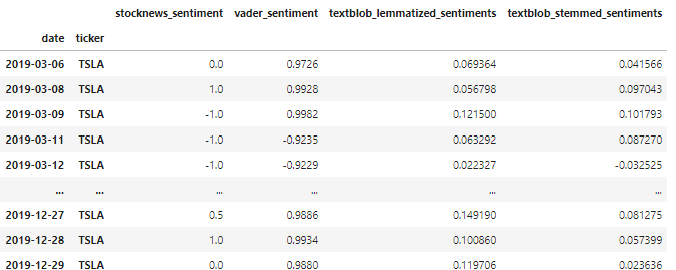 stocknews_sentiment vader_sentiment textblob_lemmatized_sentiments textblob_stemmed_sentiments
date ticker
2019-03-06 TSLA 0.0 0.9726 0.069364 0.041566
2019-03-08 TSLA 1.0 0.9928 0.056798 0.097043
2019-03-09 TSLA -1.0 0.9982 0.121500 0.101793
2019-03-11 TSLA -1.0 -0.9235 0.063292 0.087270
2019-03-12 TSLA -1.0 -0.9229 0.022327 -0.032525
... ... ... ... ... ...
2019-12-27 TSLA 0.5 0.9886 0.149190 0.081275
2019-12-28 TSLA 1.0 0.9934 0.100860 0.057399
2019-12-29 TSLA 0.0 0.9880 0.119706 0.023636